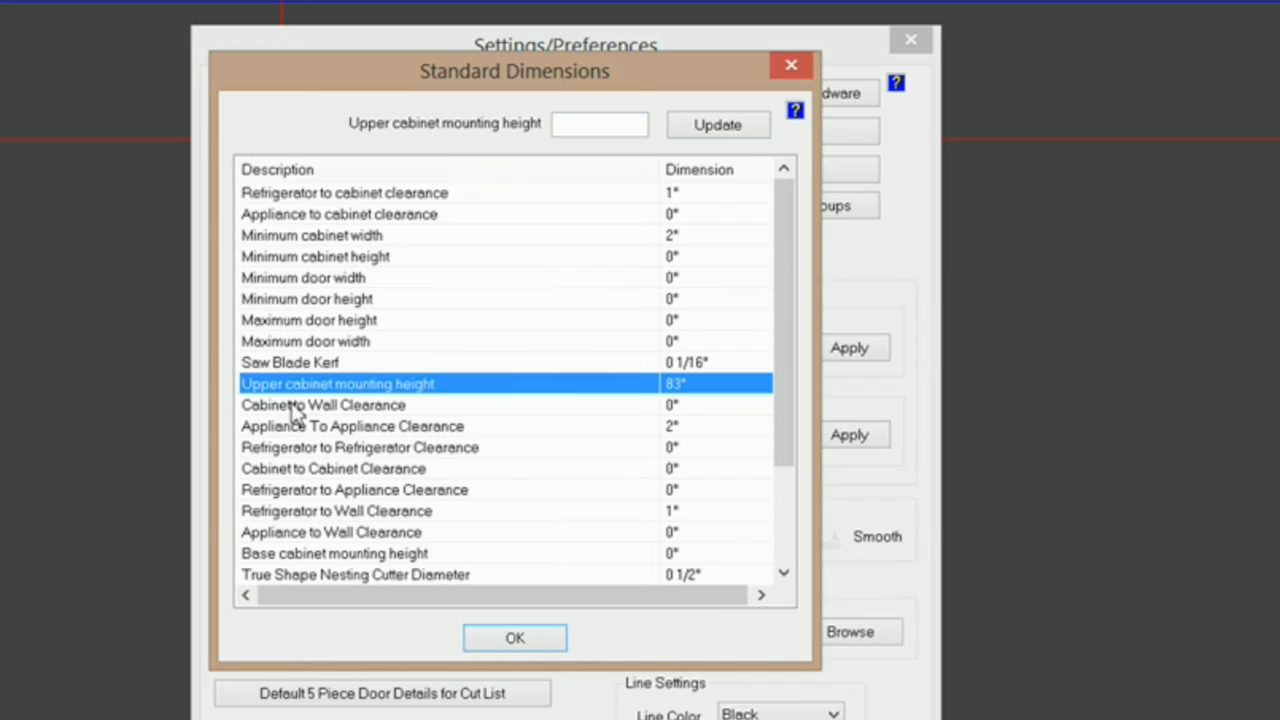 Settings/Preferences
Standard Dimensions
Upper cabinet mounting height
Update
Description Dimension
Refrigerator to cabinet clearance 1"
Appliance to cabinet clearance 0"
Minimum cabinet width 2"
Minimum cabinet height 0"
Minimum door width 0"
Minimum door height 0"
Maximum door height 0"
Maximum door width 0"
Saw Blade Kerf 0 1/16"
Upper cabinet mounting height 83"
Cabinet to Wall Clearance 0"
Appliance To Appliance Clearance 2"
Refrigerator to Refrigerator Clearance 0"
Cabinet to Cabinet Clearance 0"
Refrigerator to Appliance Clearance 0"
Refrigerator to Wall Clearance 1"
Appliance to Wall Clearance 0"
Base cabinet mounting height 0"
True Shape Nesting Cutter Diameter 0 1/2"
OK
dware
?
?
oups
Apply
Apply
Smooth
Browse
Default 5 Piece Door Details for Cut List
Line Settings
Line Color Black